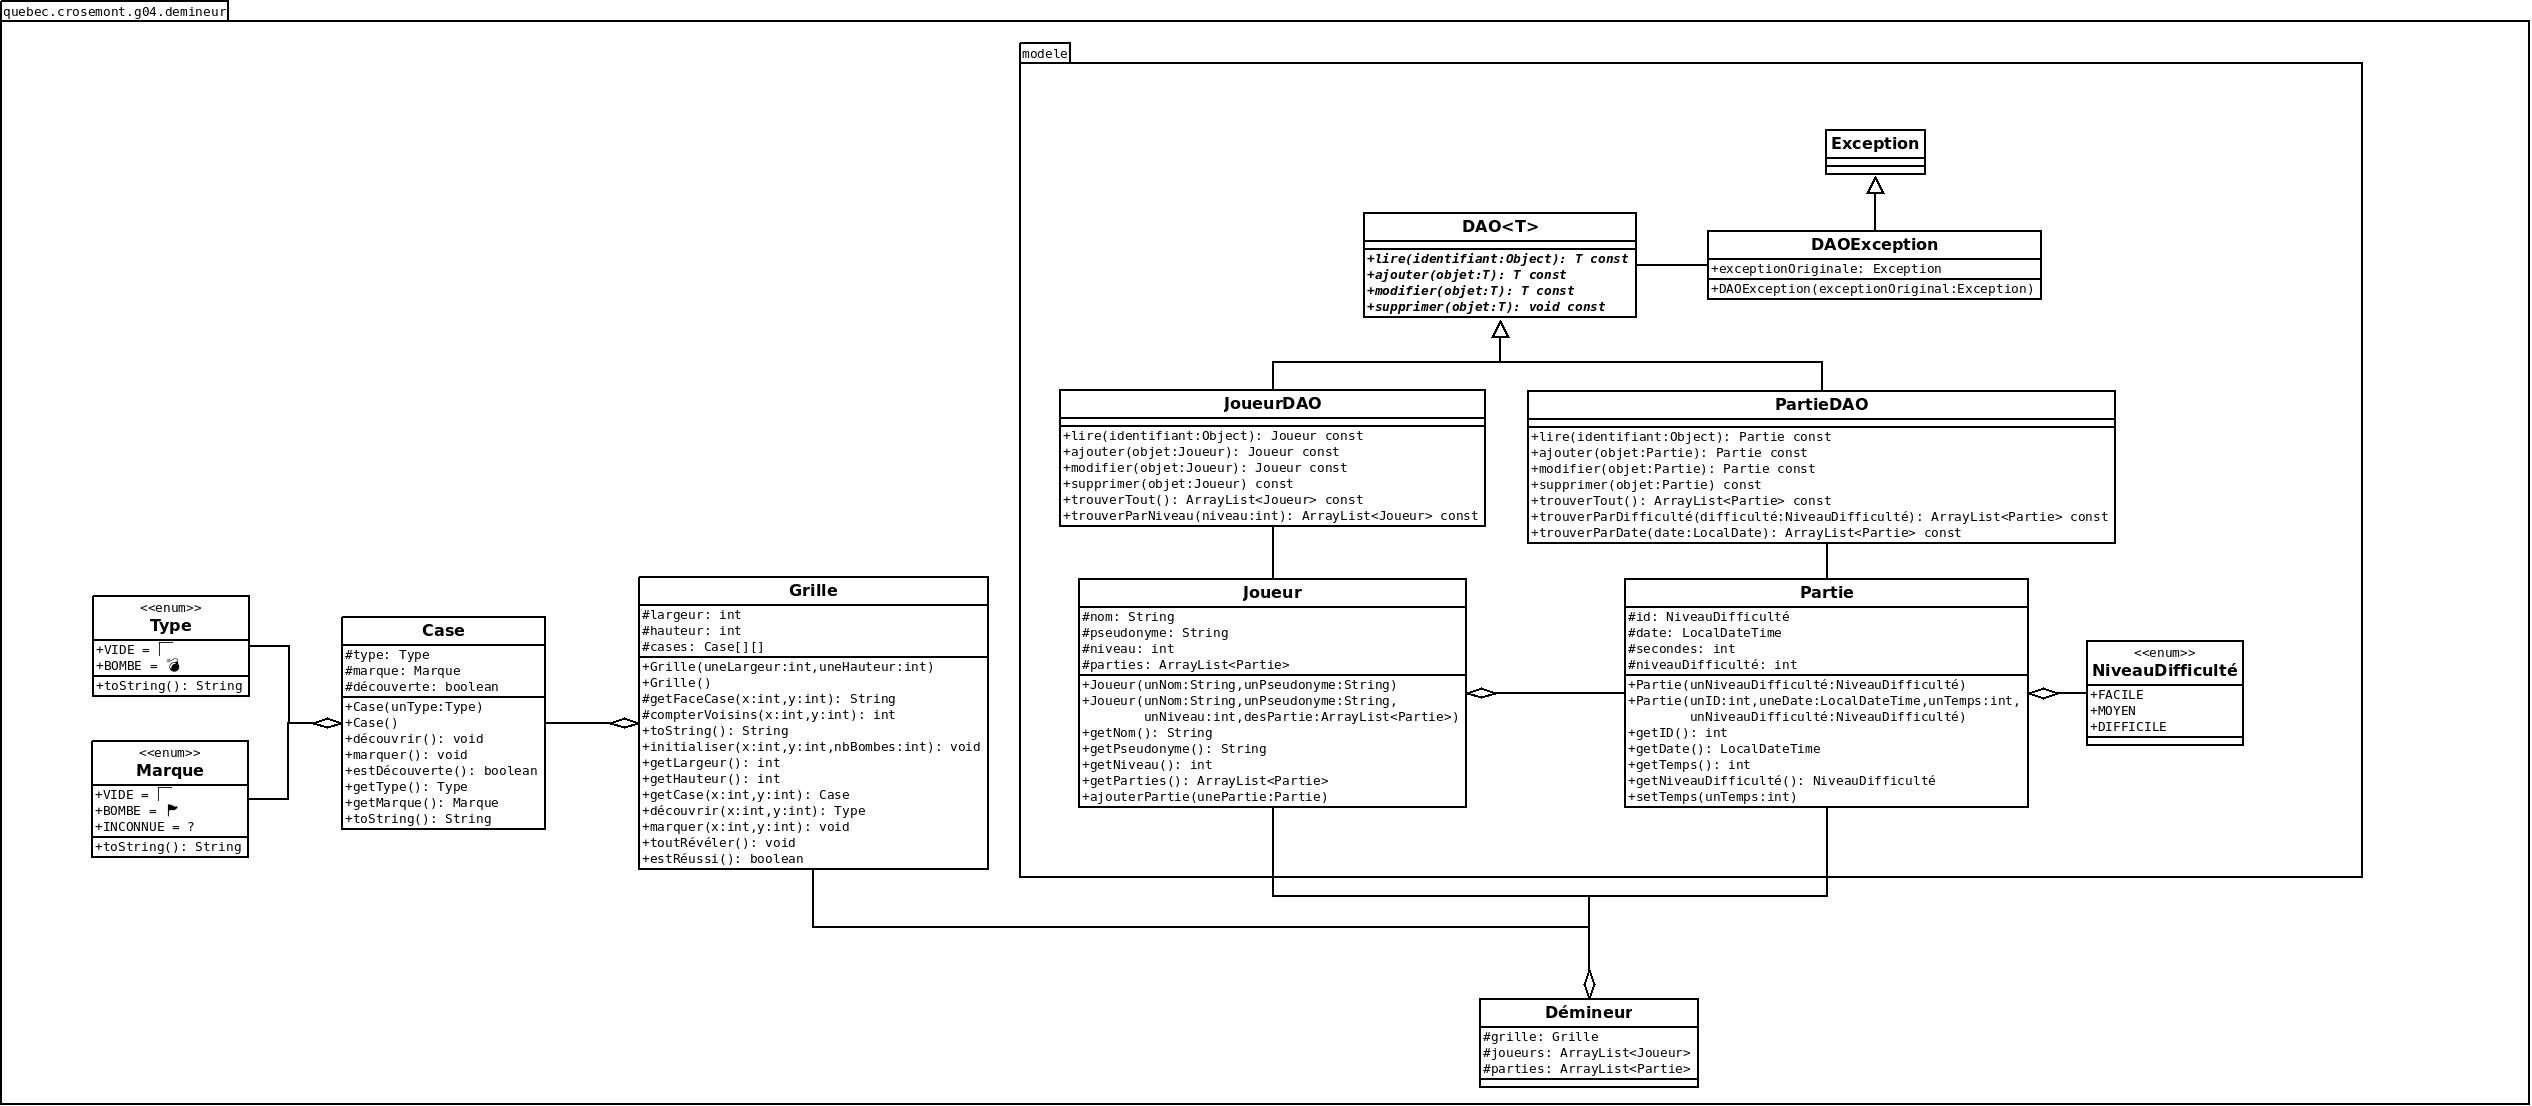 quebec.crosemont.g04.demineur
modele
Exception
DAO<T>
+lire(identifiant:Object): T const
+ajouter(objet:T): T const
+modifier(objet:T): T const
+supprimer(objet:T): void const
DAOException
+exceptionOriginale: Exception
+DAOException(exceptionOriginal:Exception)
JoueurDAO
+lire(identifiant:Object): Joueur const
+ajouter(objet:Joueur): Joueur const
+modifier(objet:Joueur): Joueur const
+supprimer(objet:Joueur) const
+trouverTout(): ArrayList<Joueur> const
+trouverParNiveau(niveau:int): ArrayList<Joueur> const
PartieDAO
+lire(identifiant:Object): Partie const
+ajouter(objet:Partie): Partie const
+modifier(objet:Partie): Partie const
+supprimer(objet:Partie) const
+trouverTout(): ArrayList<Partie> const
+trouverParDifficulté(difficulté:NiveauDifficulté): ArrayList<Partie> const
+trouverParDate(date:LocalDate): ArrayList<Partie> const
<<enum>>
Type
+VIDE =
+BOMBE = 💣
+toString(): String
<<enum>>
Marque
+VIDE =
+BOMBE = ⚑
+INCONNUE = ?
+toString(): String
Case
#type: Type
#marque: Marque
#découverte: boolean
+Case(unType:Type)
+Case()
+découvrir(): void
+marquer(): void
+estDécouverte(): boolean
+getType(): Type
+getMarque(): Marque
+toString(): String
Grille
#largeur: int
#hauteur: int
#cases: Case[][]
+Grille(uneLargeur:int,uneHauteur:int)
+Grille()
#getFaceCase(x:int,y:int): String
#compterVoisins(x:int,y:int): int
+toString(): String
+initialiser(x:int,y:int,nbBombes:int): void
+getLargeur(): int
+getHauteur(): int
+getCase(x:int,y:int): Case
+découvrir(x:int,y:int): Type
+marquer(x:int,y:int): void
+toutRévéler(): void
+estRéussi(): boolean
Joueur
#nom: String
#pseudonyme: String
#niveau: int
#parties: ArrayList<Partie>
+Joueur(unNom:String,unPseudonyme:String)
+Joueur(unNom:String,unPseudonyme:String,
unNiveau:int,desPartie:ArrayList<Partie>)
+getNom(): String
+getPseudonyme(): String
+getNiveau(): int
+getParties(): ArrayList<Partie>
+ajouterPartie(unePartie:Partie)
Partie
#id: NiveauDifficulté
#date: LocalDateTime
#secondes: int
#niveauDifficulté: int
+Partie(unNiveauDifficulté:NiveauDifficulté)
+Partie(unID:int,uneDate:LocalDateTime,unTemps:int,
unNiveauDifficulté:NiveauDifficulté)
+getID(): int
+getDate(): LocalDateTime
+getTemps(): int
+getNiveauDifficulté(): NiveauDifficulté
+setTemps(unTemps:int)
<<enum>>
NiveauDifficulté
+FACILE
+MOYEN
+DIFFICILE
Démineur
#grille: Grille
#joueurs: ArrayList<Joueur>
#parties: ArrayList<Partie>